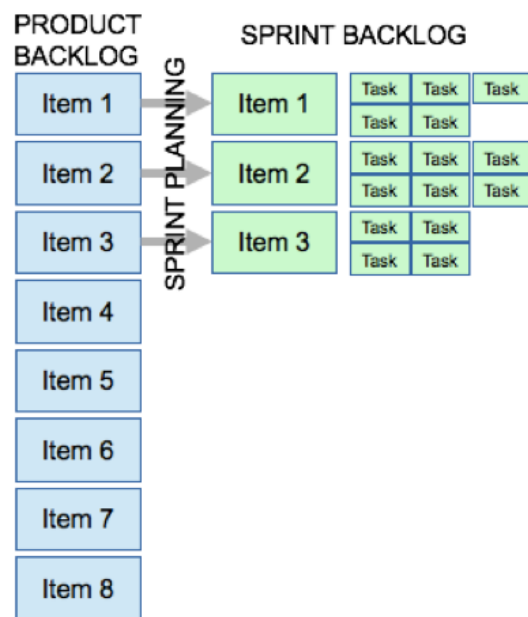 PRODUCT
BACKLOG
SPRINT BACKLOG
SPRINT PLANNING
Item 1
Item 1
Task Task Task
Task Task
Item 2
Item 2
Task Task Task
Task Task Task
Item 3
Item 3
Task Task
Task Task
Item 4
Item 5
Item 6
Item 7
Item 8